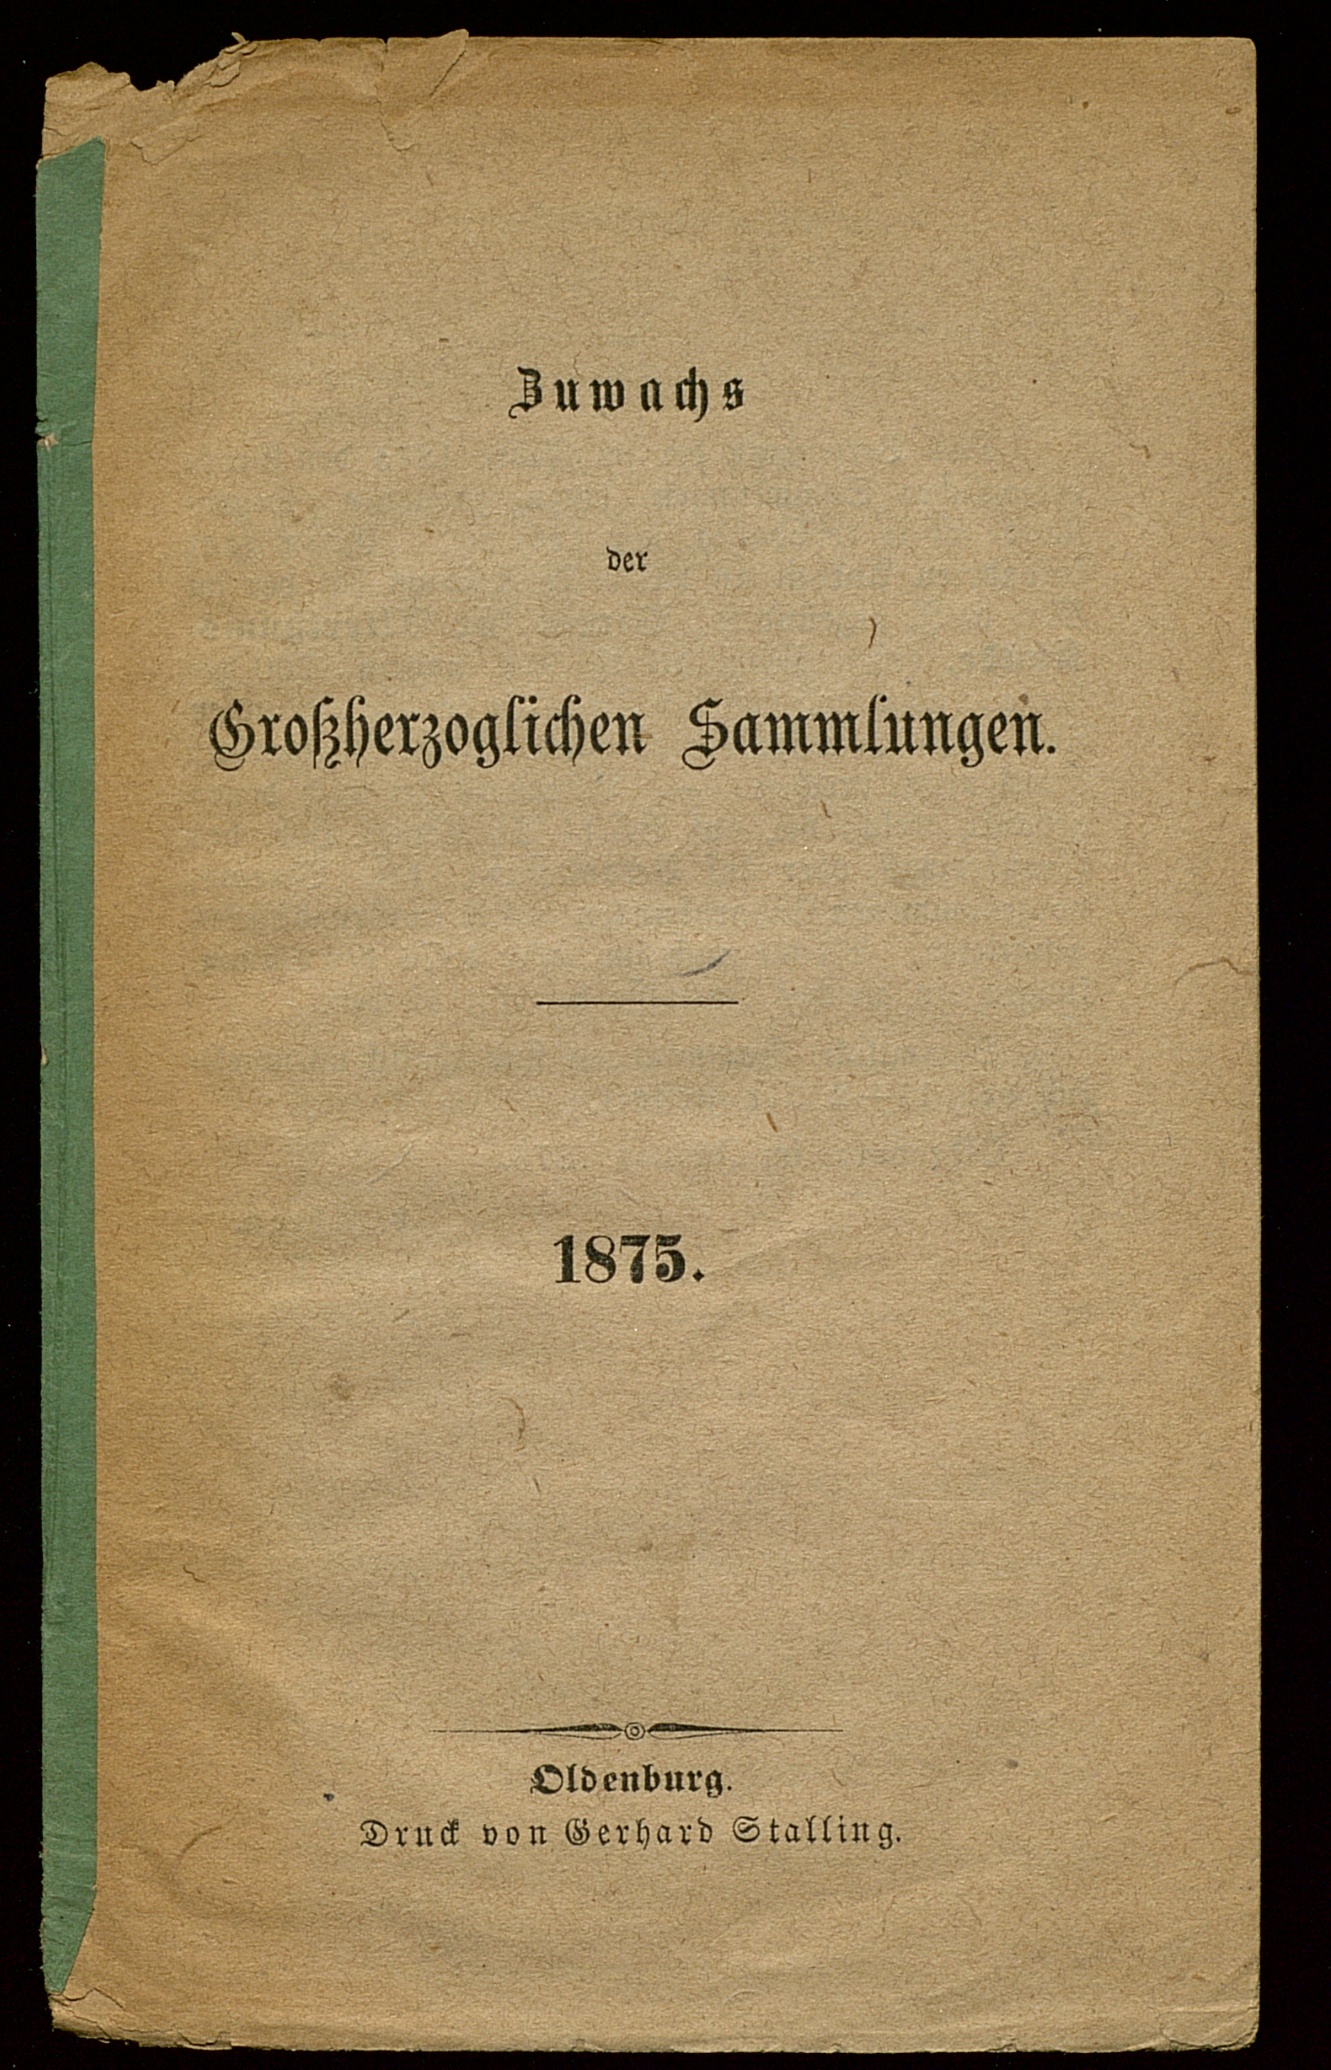 Zuwachs
der
Großherzoglichen Sammlungen.
1875.
Oldenburg.
Druck von Gerhard Stalling.